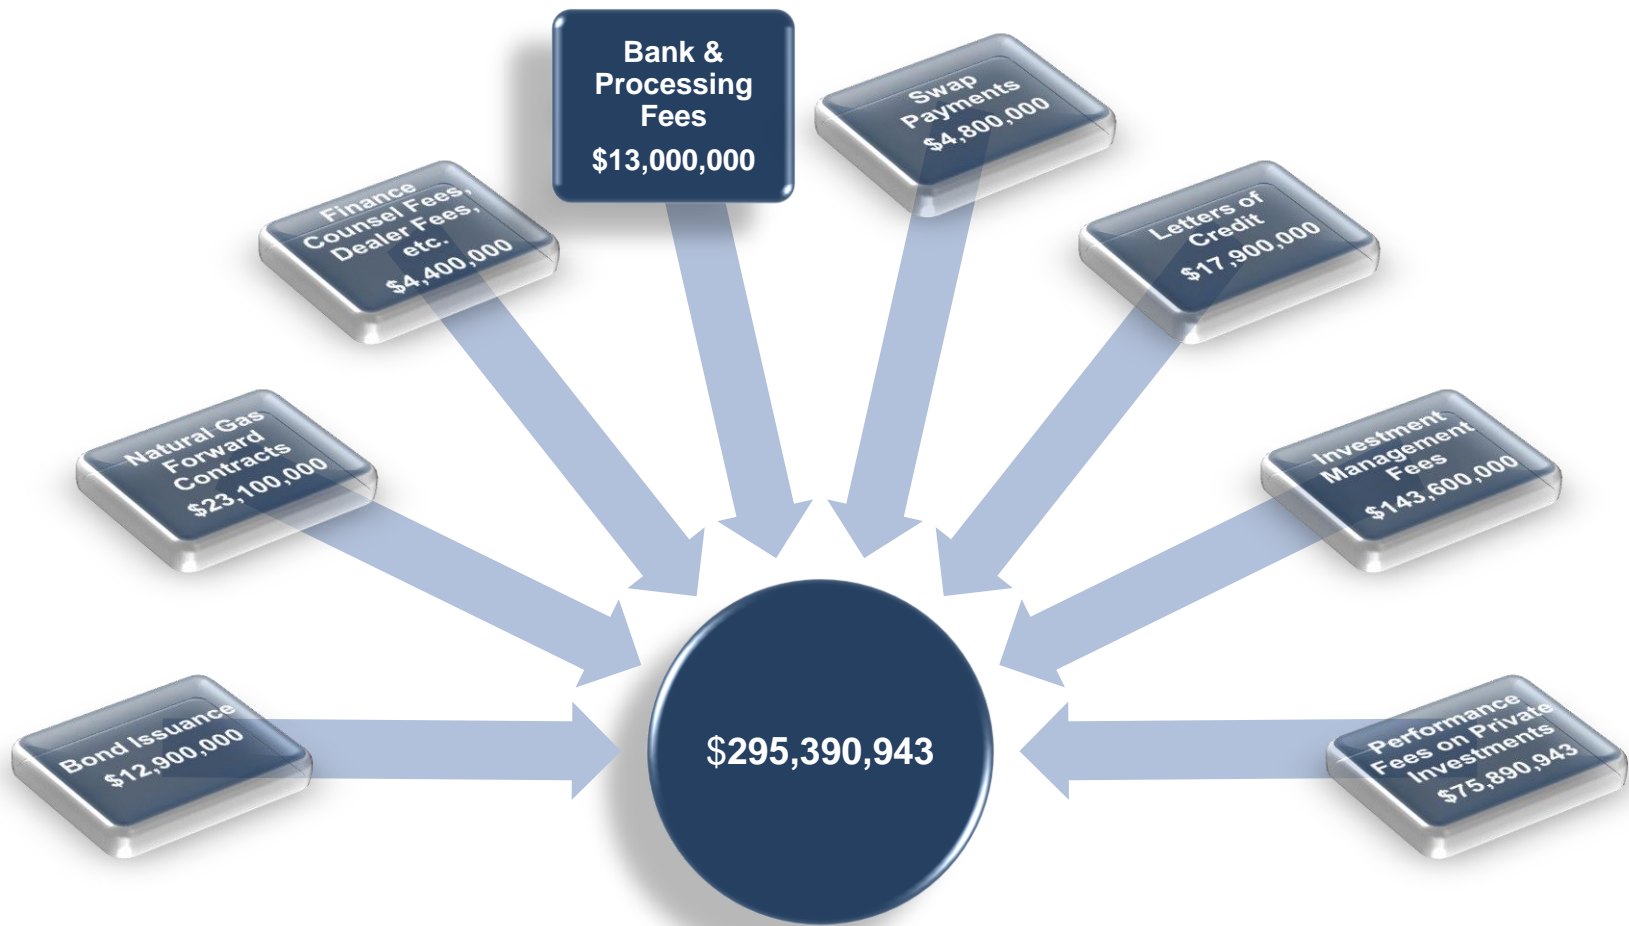 Bank &
Processing
Fees
$13,000,000
Swap
Payments
$4,800,000
Finance
Counsel Fees,
Dealer Fees,
etc.
$4,400,000
Letters of
Credit
$17,900,000
Natural Gas
Forward
Contracts
$23,100,000
Investment
Management
Fees
$143,600,000
Bond Issuance
$12,900,000
$295,390,943
Performance
Fees on Private
Investments
$75,890,943